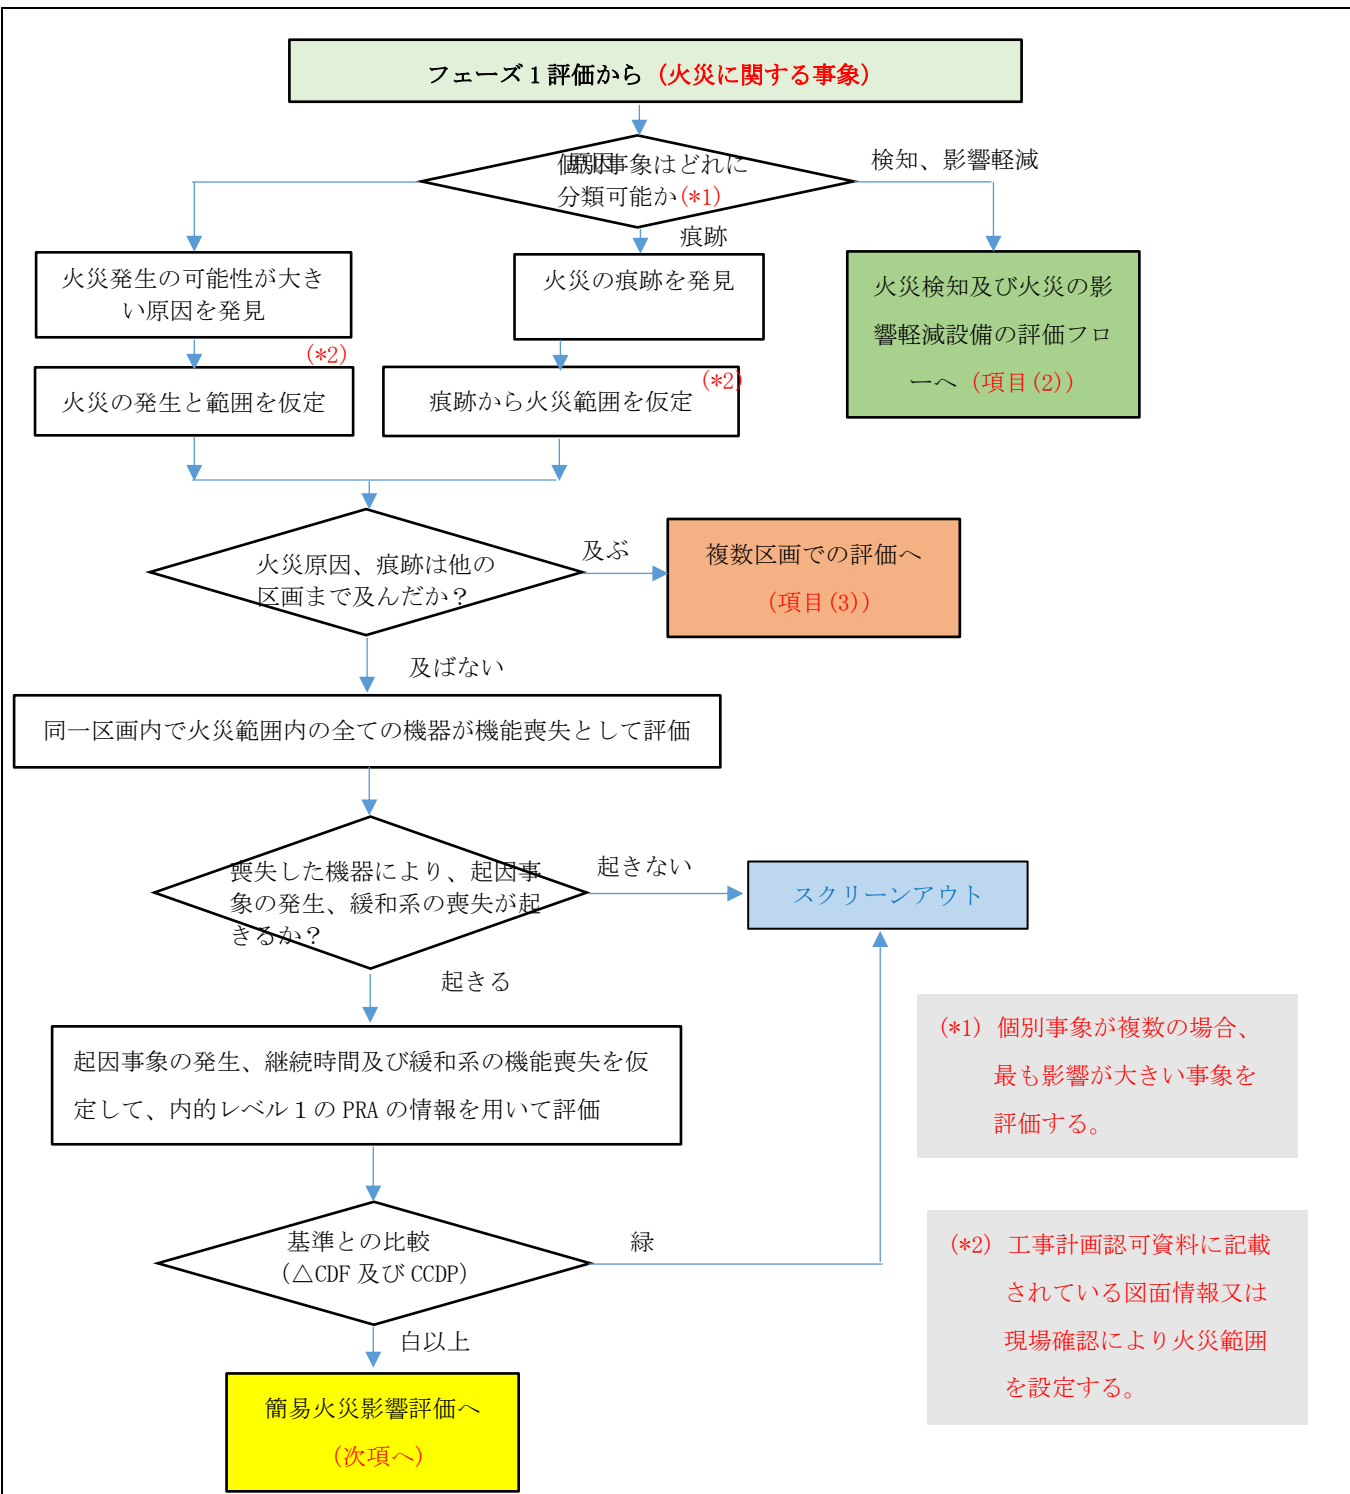 フェーズ1評価から（火災に関する事象）
原因
個別事象はどれに
分類可能か(*1)
検知、影響軽減
痕跡
火災発生の可能性が大き
い原因を発見
火災の痕跡を発見
火災検知及び火災の影
響軽減設備の評価フロ
ーへ（項目(2)）
(*2)
火災の発生と範囲を仮定
(*2)
痕跡から火災範囲を仮定
火災原因、痕跡は他の
区画まで及んだか？
及ぶ
複数区画での評価へ
（項目(3)）
及ばない
同一区画内で火災範囲内の全ての機器が機能喪失として評価
喪失した機器により、起因事
象の発生、緩和系の喪失が起
きるか？
起きない
スクリーンアウト
起きる
起因事象の発生、継続時間及び緩和系の機能喪失を仮
定して、内的レベル１の PRA の情報を用いて評価
(*1) 個別事象が複数の場合、
最も影響が大きい事象を
評価する。
基準との比較
（△CDF 及び CCDP）
緑
白以上
(*2) 工事計画認可資料に記載
されている図面情報又は
現場確認により火災範囲
を設定する。
簡易火災影響評価へ
（次項へ）